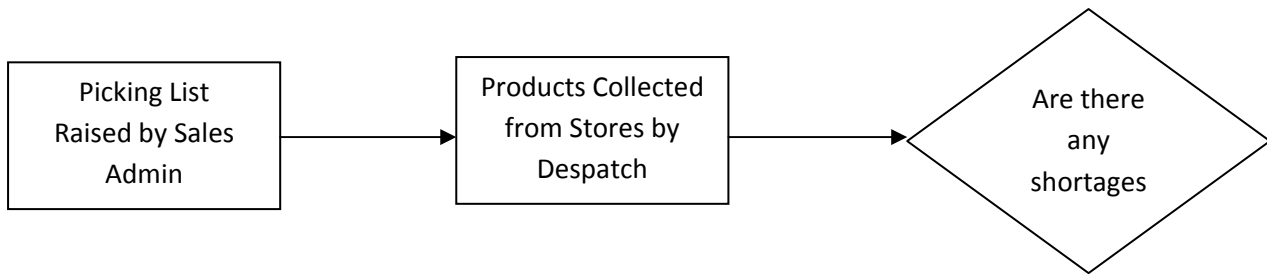 Picking List
Raised by Sales
Admin
Products Collected
from Stores by
Despatch
Are there
any
shortages